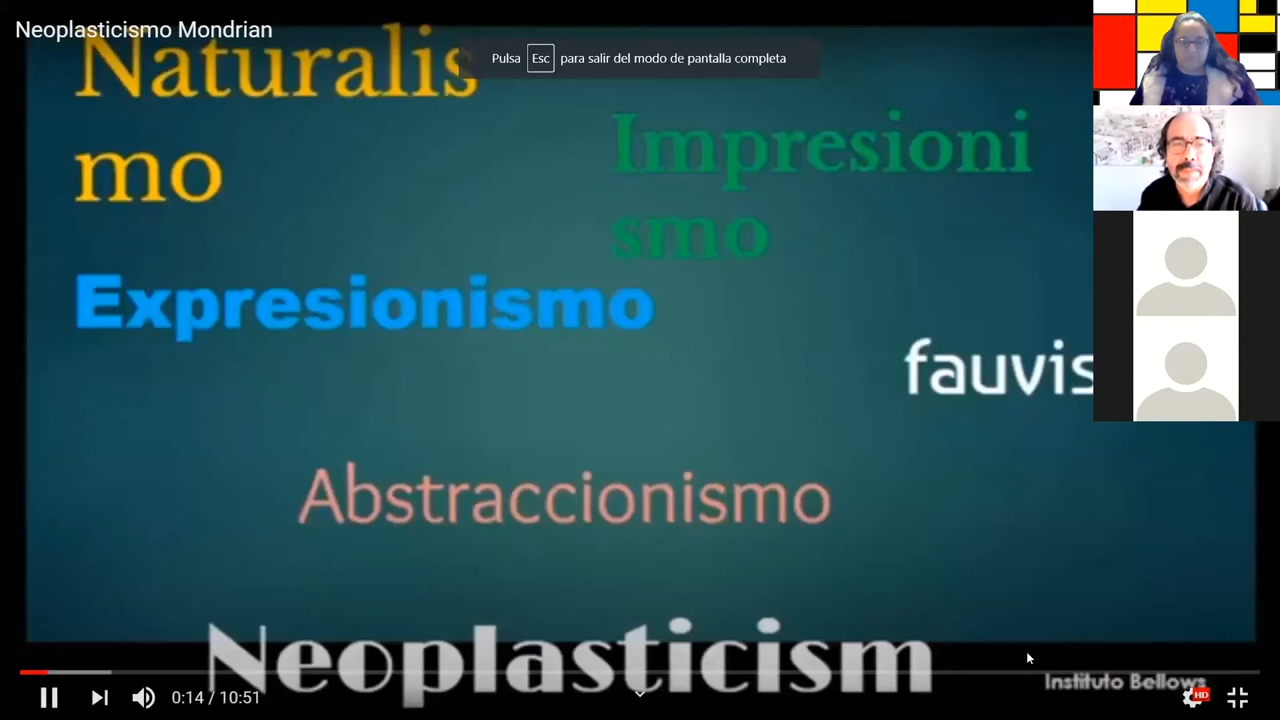 Neoplasticismo Mondrian
Naturalis
mo
Pulsa Esc para salir del modo de pantalla completa
Impresioni
smo
Expresionismo
fauvis
Abstraccionismo
Neoplasticism
Instituto Bellows
0:14 / 10:51
HD